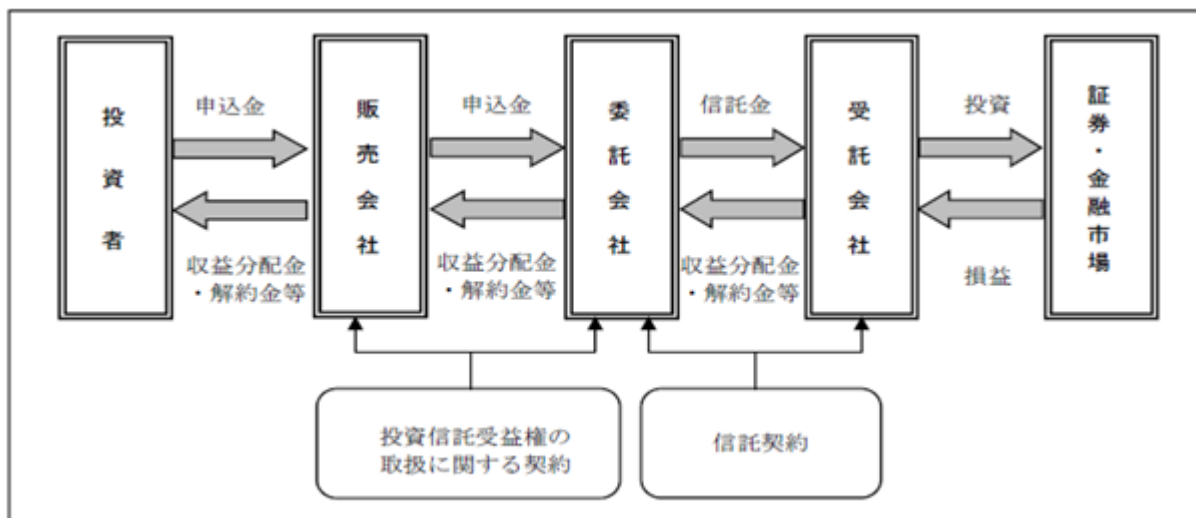 投資者
販売会社
委託会社
受託会社
証券・金融市場
申込金
申込金
信託金
投資
収益分配金
・解約金等
収益分配金
・解約金等
収益分配金
・解約金等
損益
投資信託受益権の
取扱に関する契約
信託契約